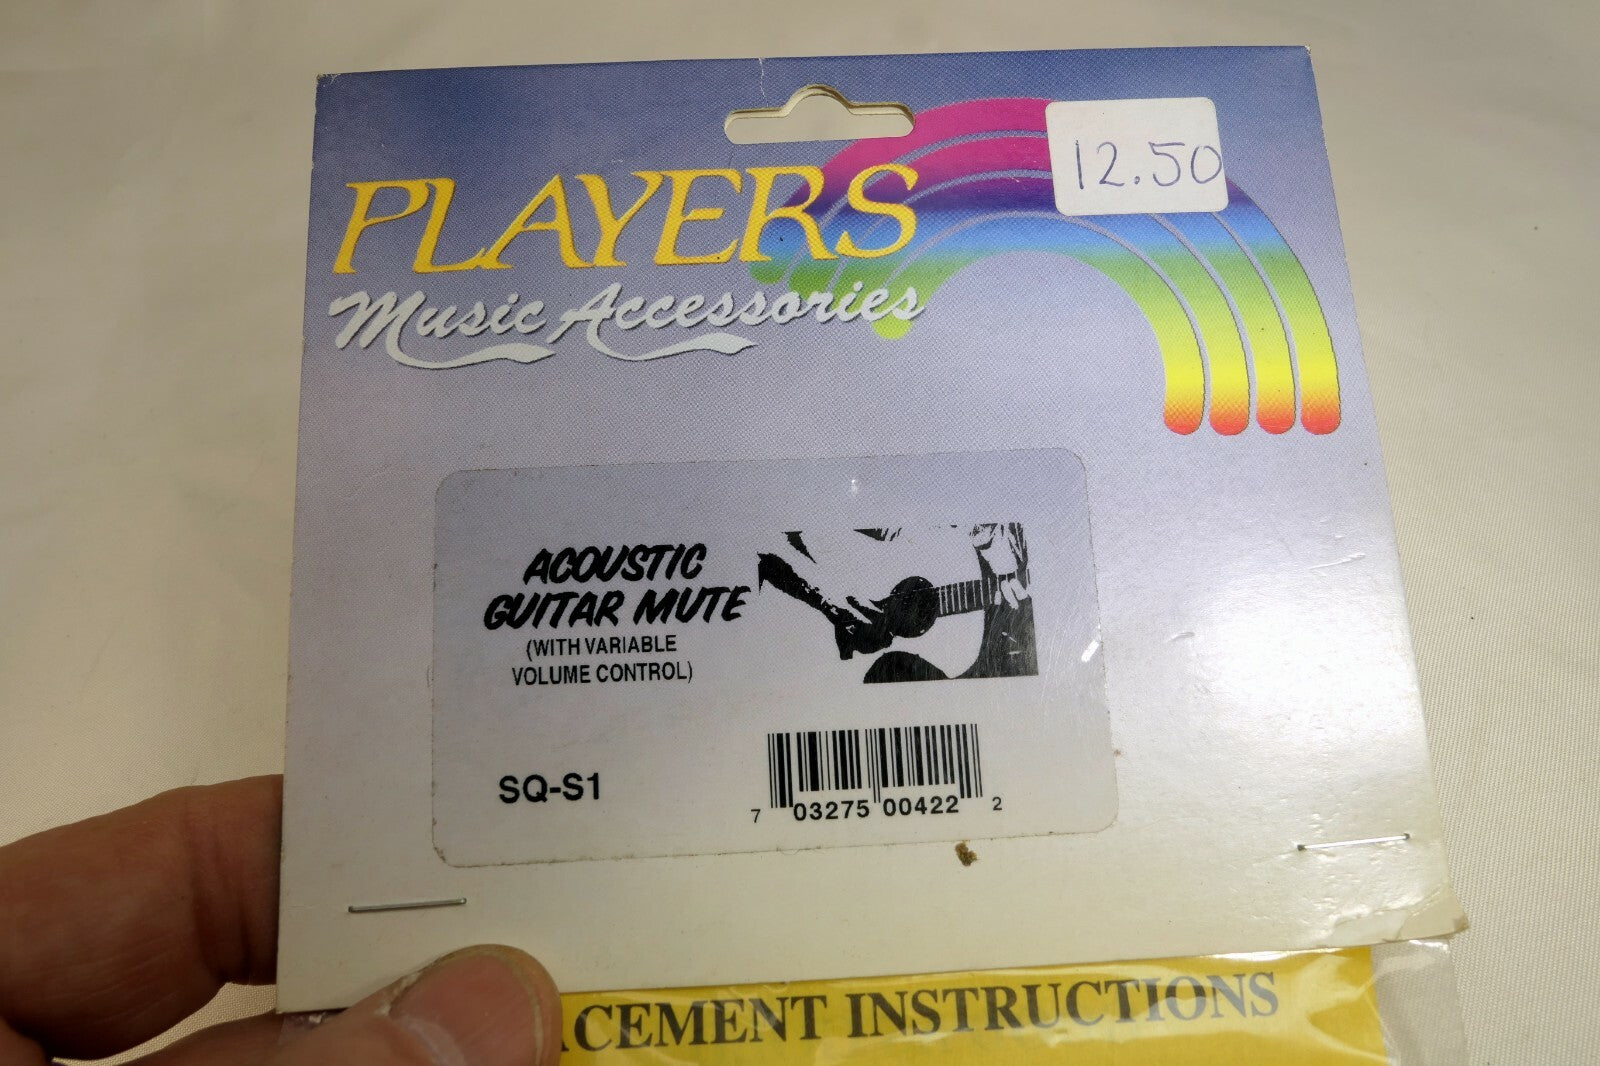 PLAYERS
Music Accessories
12.50
ACOUSTIC
GUITAR MUTE
(WITH VARIABLE
VOLUME CONTROL)
SQ-S1
7 03275 00422 2
ACEMENT INSTRUCTIONS